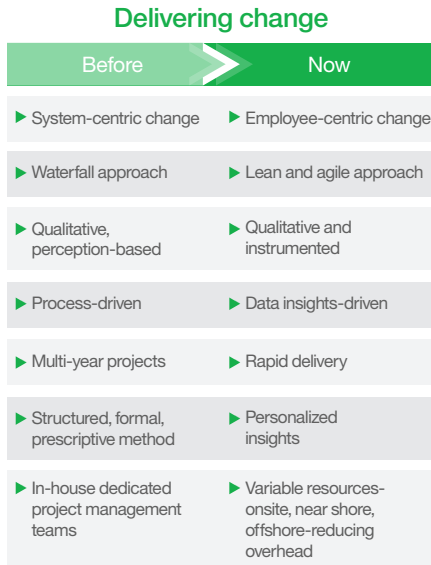 Delivering change
Before
Now
System-centric change
Employee-centric change
Waterfall approach
Lean and agile approach
Qualitative,
perception-based
Qualitative and
instrumented
Process-driven
Data insights-driven
Multi-year projects
Rapid delivery
Structured, formal,
prescriptive method
Personalized
insights
In-house dedicated
project management
teams
Variable resources-
onsite, near shore,
offshore-reducing
overhead